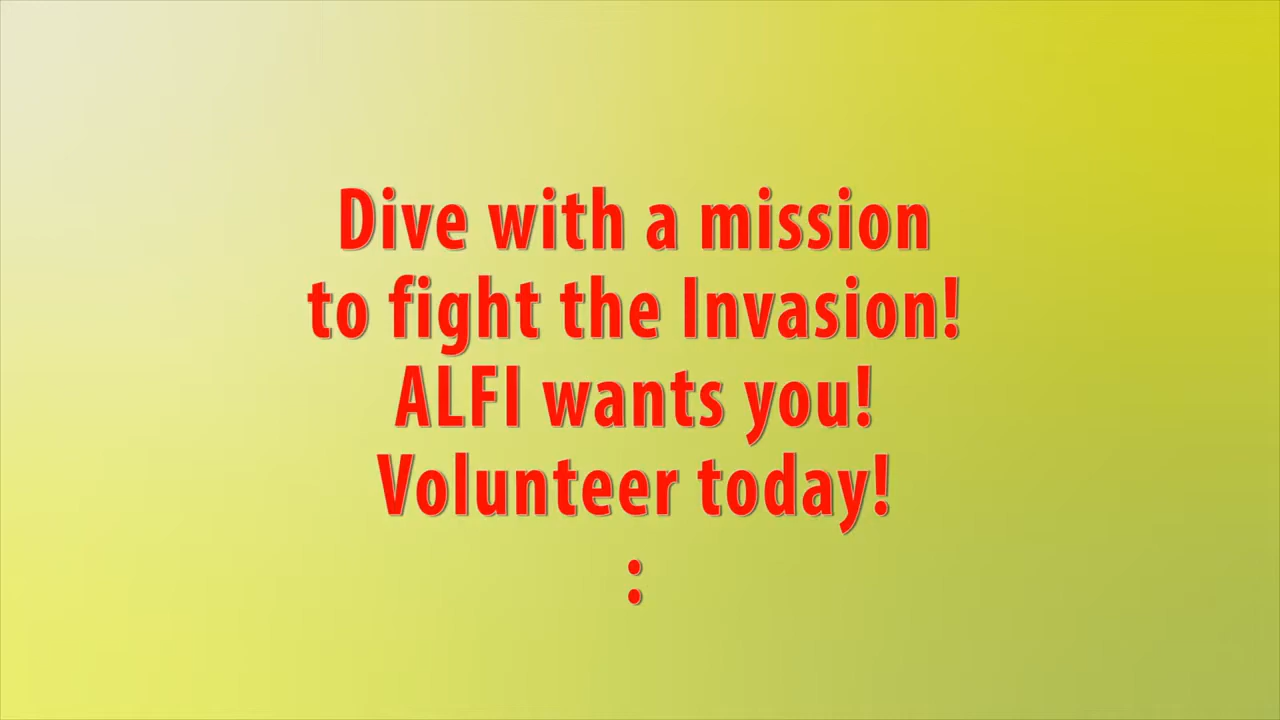 Dive with a mission
to fight the Invasion!
ALFI wants you!
Volunteer today!
: